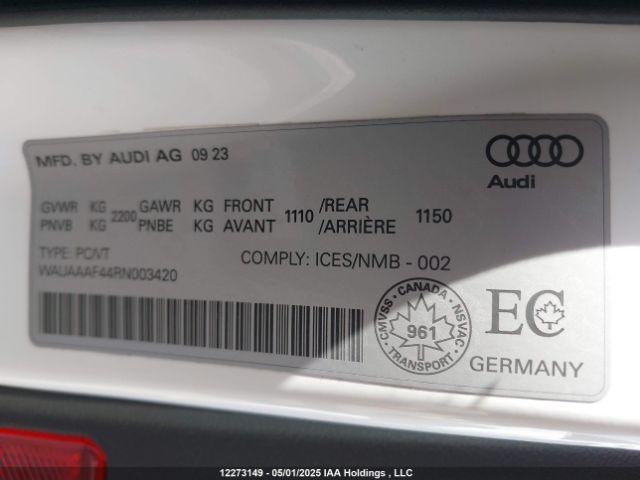 MFD. BY AUDI AG 09 23
Audi
GVWR KG 2200 GAWR KG FRONT 1110 /REAR 1150
PNVB KG PNBE KG AVANT /ARRIÈRE
TYPE: PC/VT
COMPLY: ICES/NMB - 002
WAUAAAF44RN003420
CMVSS - CANADA - NSVAC
961
TRANSPORT
EC
GERMANY
12273149 - 05/01/2025 IAA Holdings , LLC